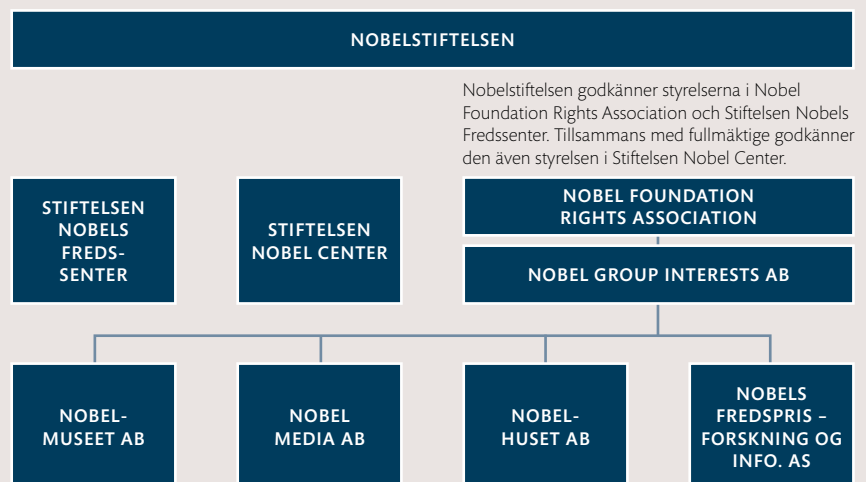 NOBELSTIFTELSEN
Nobelstiftelsen godkänner styrelserna i Nobel
Foundation Rights Association och Stiftelsen Nobels
Fredssenter. Tillsammans med fullmäktige godkänner
den även styrelsen i Stiftelsen Nobel Center.
STIFTELSEN
NOBELS
FREDS-
SENTER
STIFTELSEN
NOBEL CENTER
NOBEL FOUNDATION
RIGHTS ASSOCIATION
NOBEL GROUP INTERESTS AB
NOBEL-
MUSEET AB
NOBEL
MEDIA AB
NOBEL-
HUSET AB
NOBELS
FREDSPRIS –
FORSKNING OG
INFO. AS